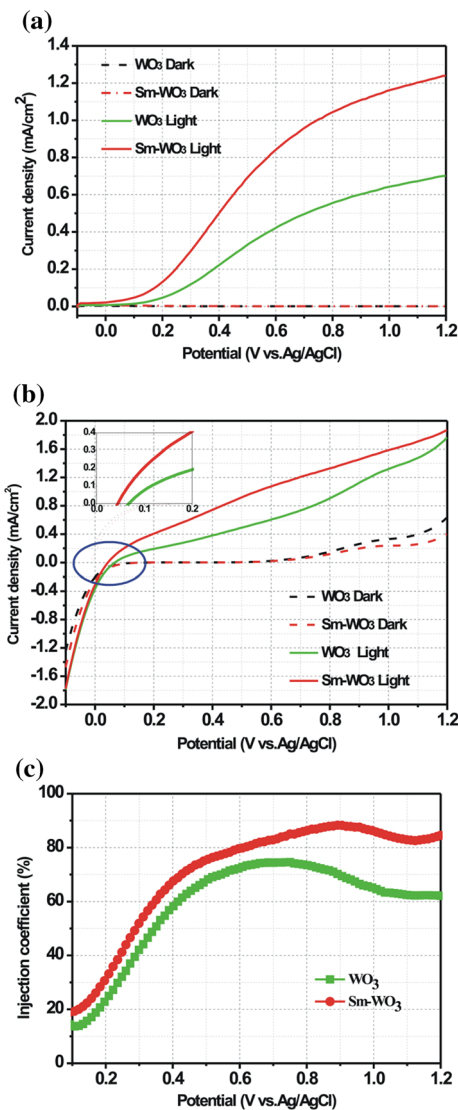 (a)
1.4
1.2
1.0
0.8
0.6
0.4
0.2
0.0
Current density (mA/cm²)
WO₃ Dark
Sm-WO₃ Dark
WO₃ Light
Sm-WO₃ Light
0.0 0.2 0.4 0.6 0.8 1.0 1.2
Potential (V vs.Ag/AgCl)
(b)
2.0
1.6
1.2
0.8
0.4
0.0
-0.4
-0.8
-1.2
-1.6
-2.0
Current density (mA/cm²)
0.4
0.3
0.2
0.1
0.0
0.0 0.1 0.2
WO₃ Dark
Sm-WO₃ Dark
WO₃ Light
Sm-WO₃ Light
0.0 0.2 0.4 0.6 0.8 1.0 1.2
Potential (V vs.Ag/AgCl)
(c)
100
80
60
40
20
0
Injection coefficient (%)
WO₃
Sm-WO₃
0.2 0.4 0.6 0.8 1.0 1.2
Potential (V vs.Ag/AgCl)